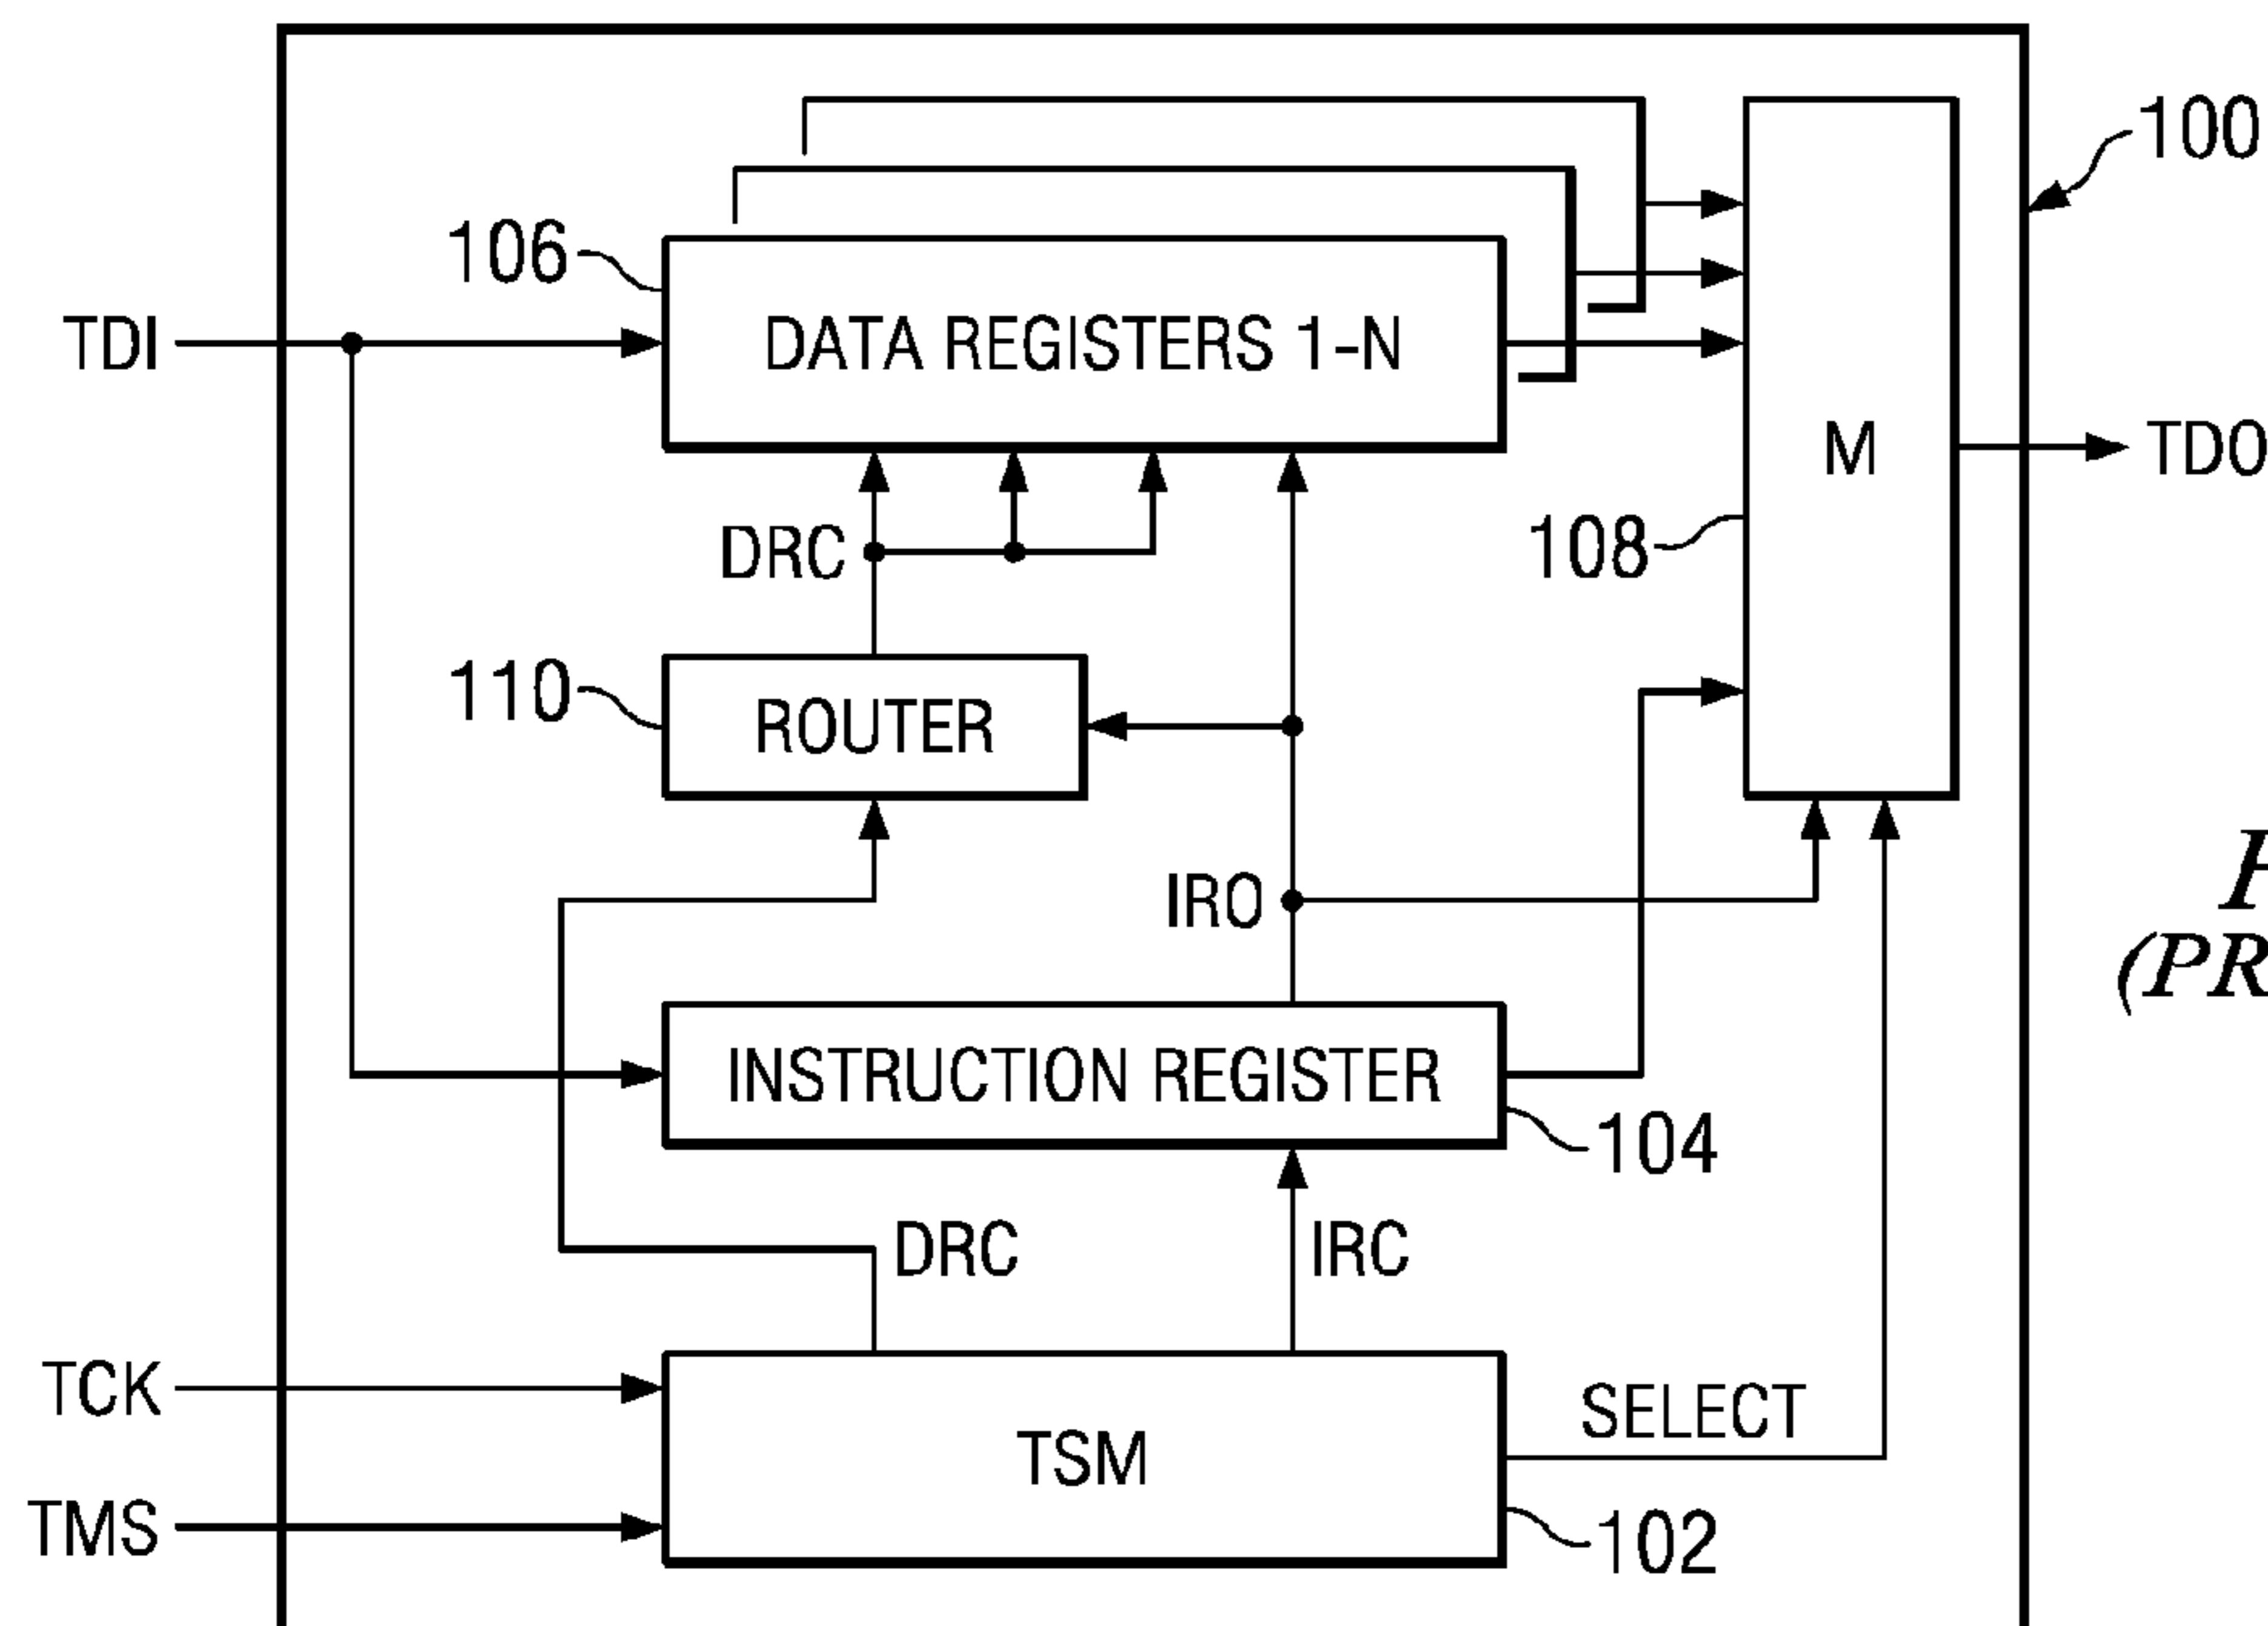 100
106
TDI
DATA REGISTERS 1-N
M
TDO
DRC
108
110
ROUTER
IRO
INSTRUCTION REGISTER
104
DRC
IRC
TCK
SELECT
TSM
TMS
102